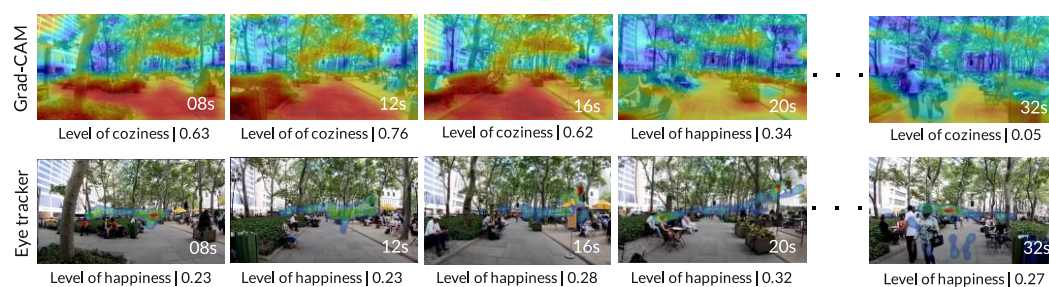 Grad-CAM
08s
12s
16s
20s
32s
. . .
Level of coziness | 0.63
Level of of coziness | 0.76
Level of coziness | 0.62
Level of happiness | 0.34
Level of coziness | 0.05
Eye tracker
08s
12s
16s
20s
32s
. . .
Level of happiness | 0.23
Level of happiness | 0.23
Level of happiness | 0.28
Level of happiness | 0.32
Level of happiness | 0.27